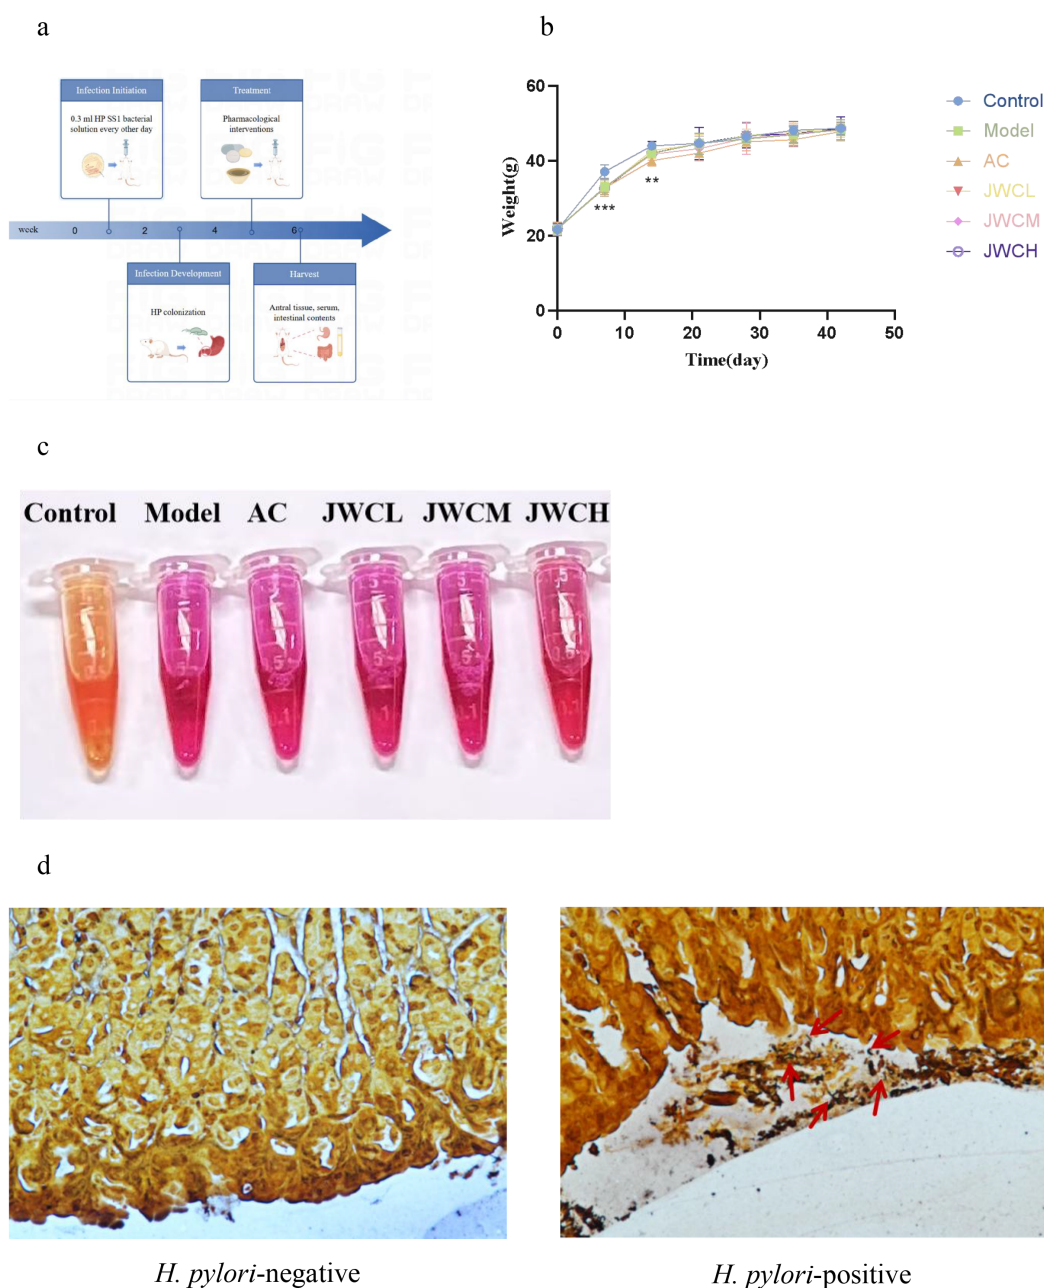 a
Infection Initiation
0.3 ml HP SS1 bacterial
solution every other day
Treatment
Pharmacological
interventions
week 0 2 4 6
Infection Development
HP colonization
Harvest
Antral tissue, serum,
intestinal contents
b
60
40
20
0
Weight(g)
***
**
0 10 20 30 40 50
Time(day)
Control
Model
AC
JWCL
JWCM
JWCH
c
Control Model AC JWCL JWCM JWCH
d
H. pylori-negative
H. pylori-positive